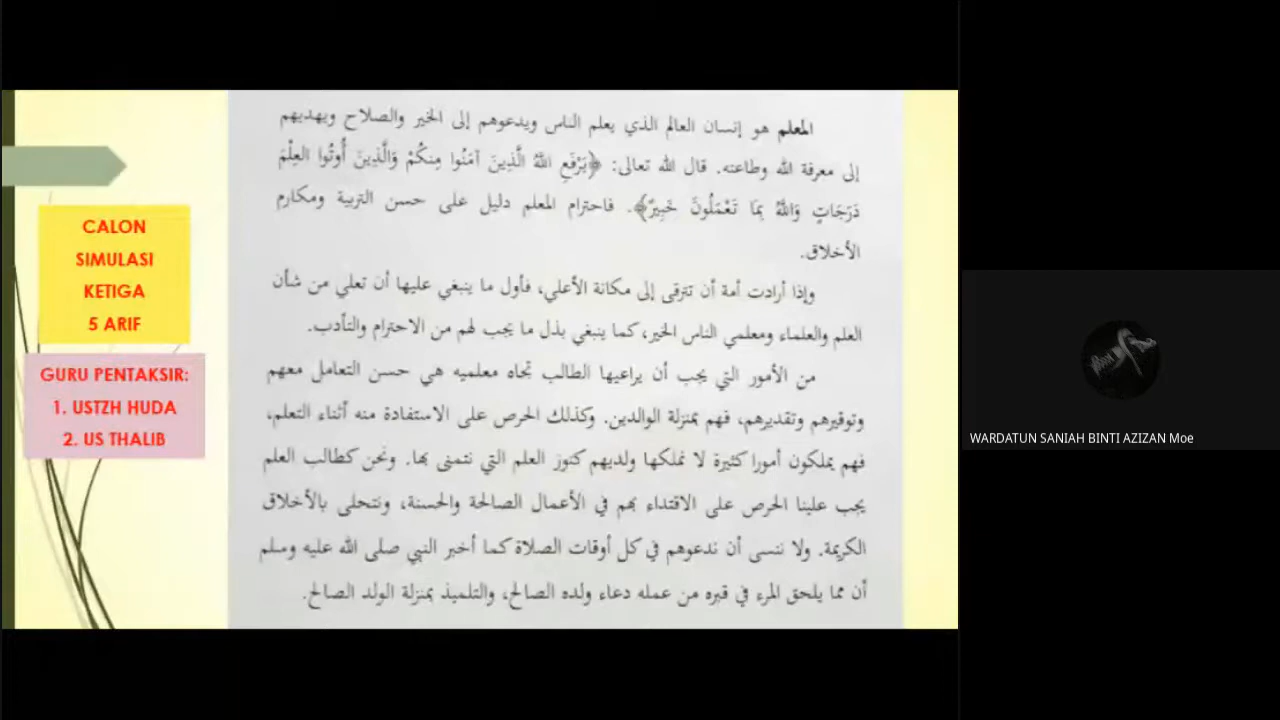 المعلم هو إنسان العالم الذي يعلم الناس ويدعوهم إلى الخير والصلاح ويهديهم
إلى معرفة الله وطاعته. قال الله تعالى: ﴿يَرْفَعِ اللهُ الَّذِينَ آمَنُوا مِنكُمْ وَالَّذِينَ أُوتُوا العِلْمَ
دَرَجَاتٍ وَاللهُ بِمَا تَعْمَلُونَ خَبِيرٌ﴾. فاحترام المعلم دليل على حسن التربية ومكارم
الأخلاق.
وإذا أرادت أمة أن تترقى إلى مكانة الأعلي، فأول ما ينبغي عليها أن تعلي من شأن
العلم والعلماء ومعلمي الناس الخير، كما ينبغي بذل ما يجب لهم من الاحترام والتأدب.
من الأمور التي يجب أن يراعيها الطالب تجاه معلميه هي حسن التعامل معهم
وتوقيرهم وتقديرهم، فهم بمنزلة الوالدين. وكذلك الحرص على الاستفادة منه أثناء التعلم،
فهم يملكون أمورا كثيرة لا نملكها ولديهم كنوز العلم التي نتمنى بها. ونحن كطالب العلم
يجب علينا الحرص على الاقتداء بهم في الأعمال الصالحة والحسنة، ونتحلى بالأخلاق
الكريمة. ولا ننسى أن ندعوهم في كل أوقات الصلاة كما أخبر النبي صلى الله عليه وسلم
أن مما يلحق المرء في قبره من عمله دعاء ولده الصالح، والتلميذ بمنزلة الولد الصالح.
CALON
SIMULASI
KETIGA
5 ARIF
GURU PENTAKSIR:
1. USTZH HUDA
2. US THALIB
WARDATUN SANIAH BINTI AZIZAN Moe